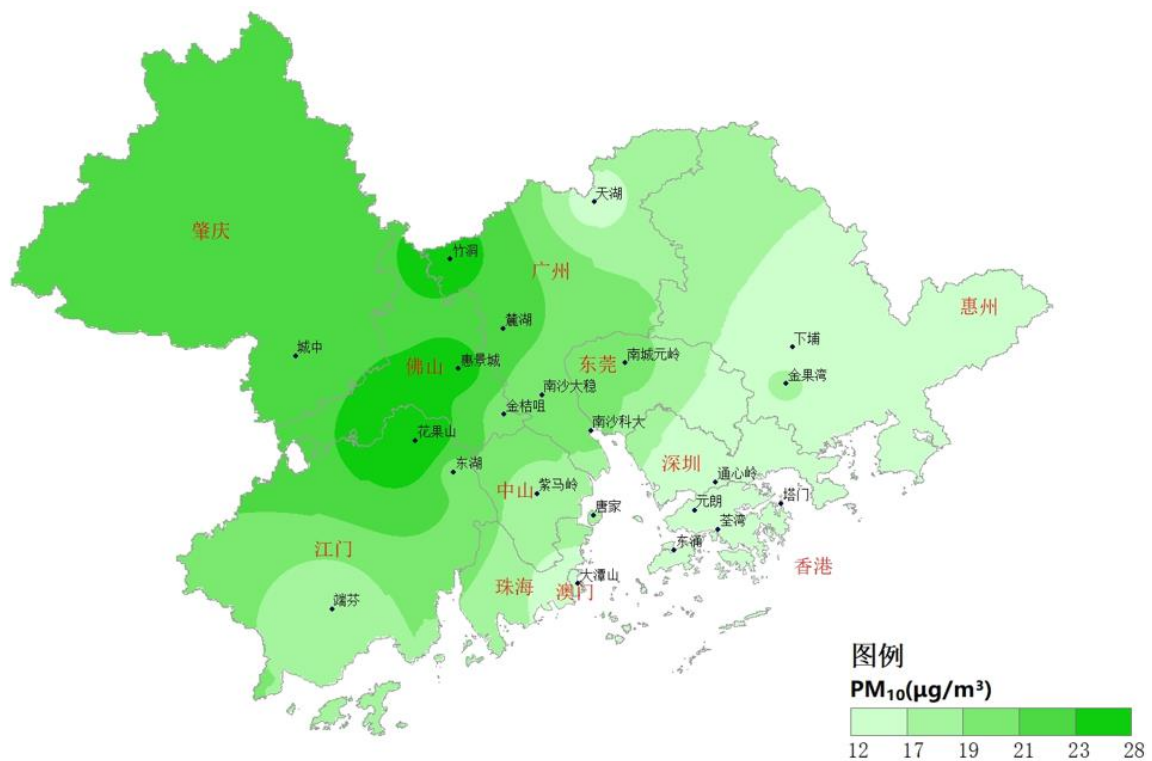 天湖
肇庆
竹洞
广州
惠州
麓湖
城中
下埔
佛山
惠景城
东莞
南城元岭
金果湾
南沙大稳
金桔咀
花果山
南沙科大
东湖
深圳
通心岭
中山
紫马岭
塔门
元朗
唐家
荃湾
江门
东涌
香港
珠海
大潭山
澳门
端芬
图例
PM₁₀(μg/m³)
12 17 19 21 23 28